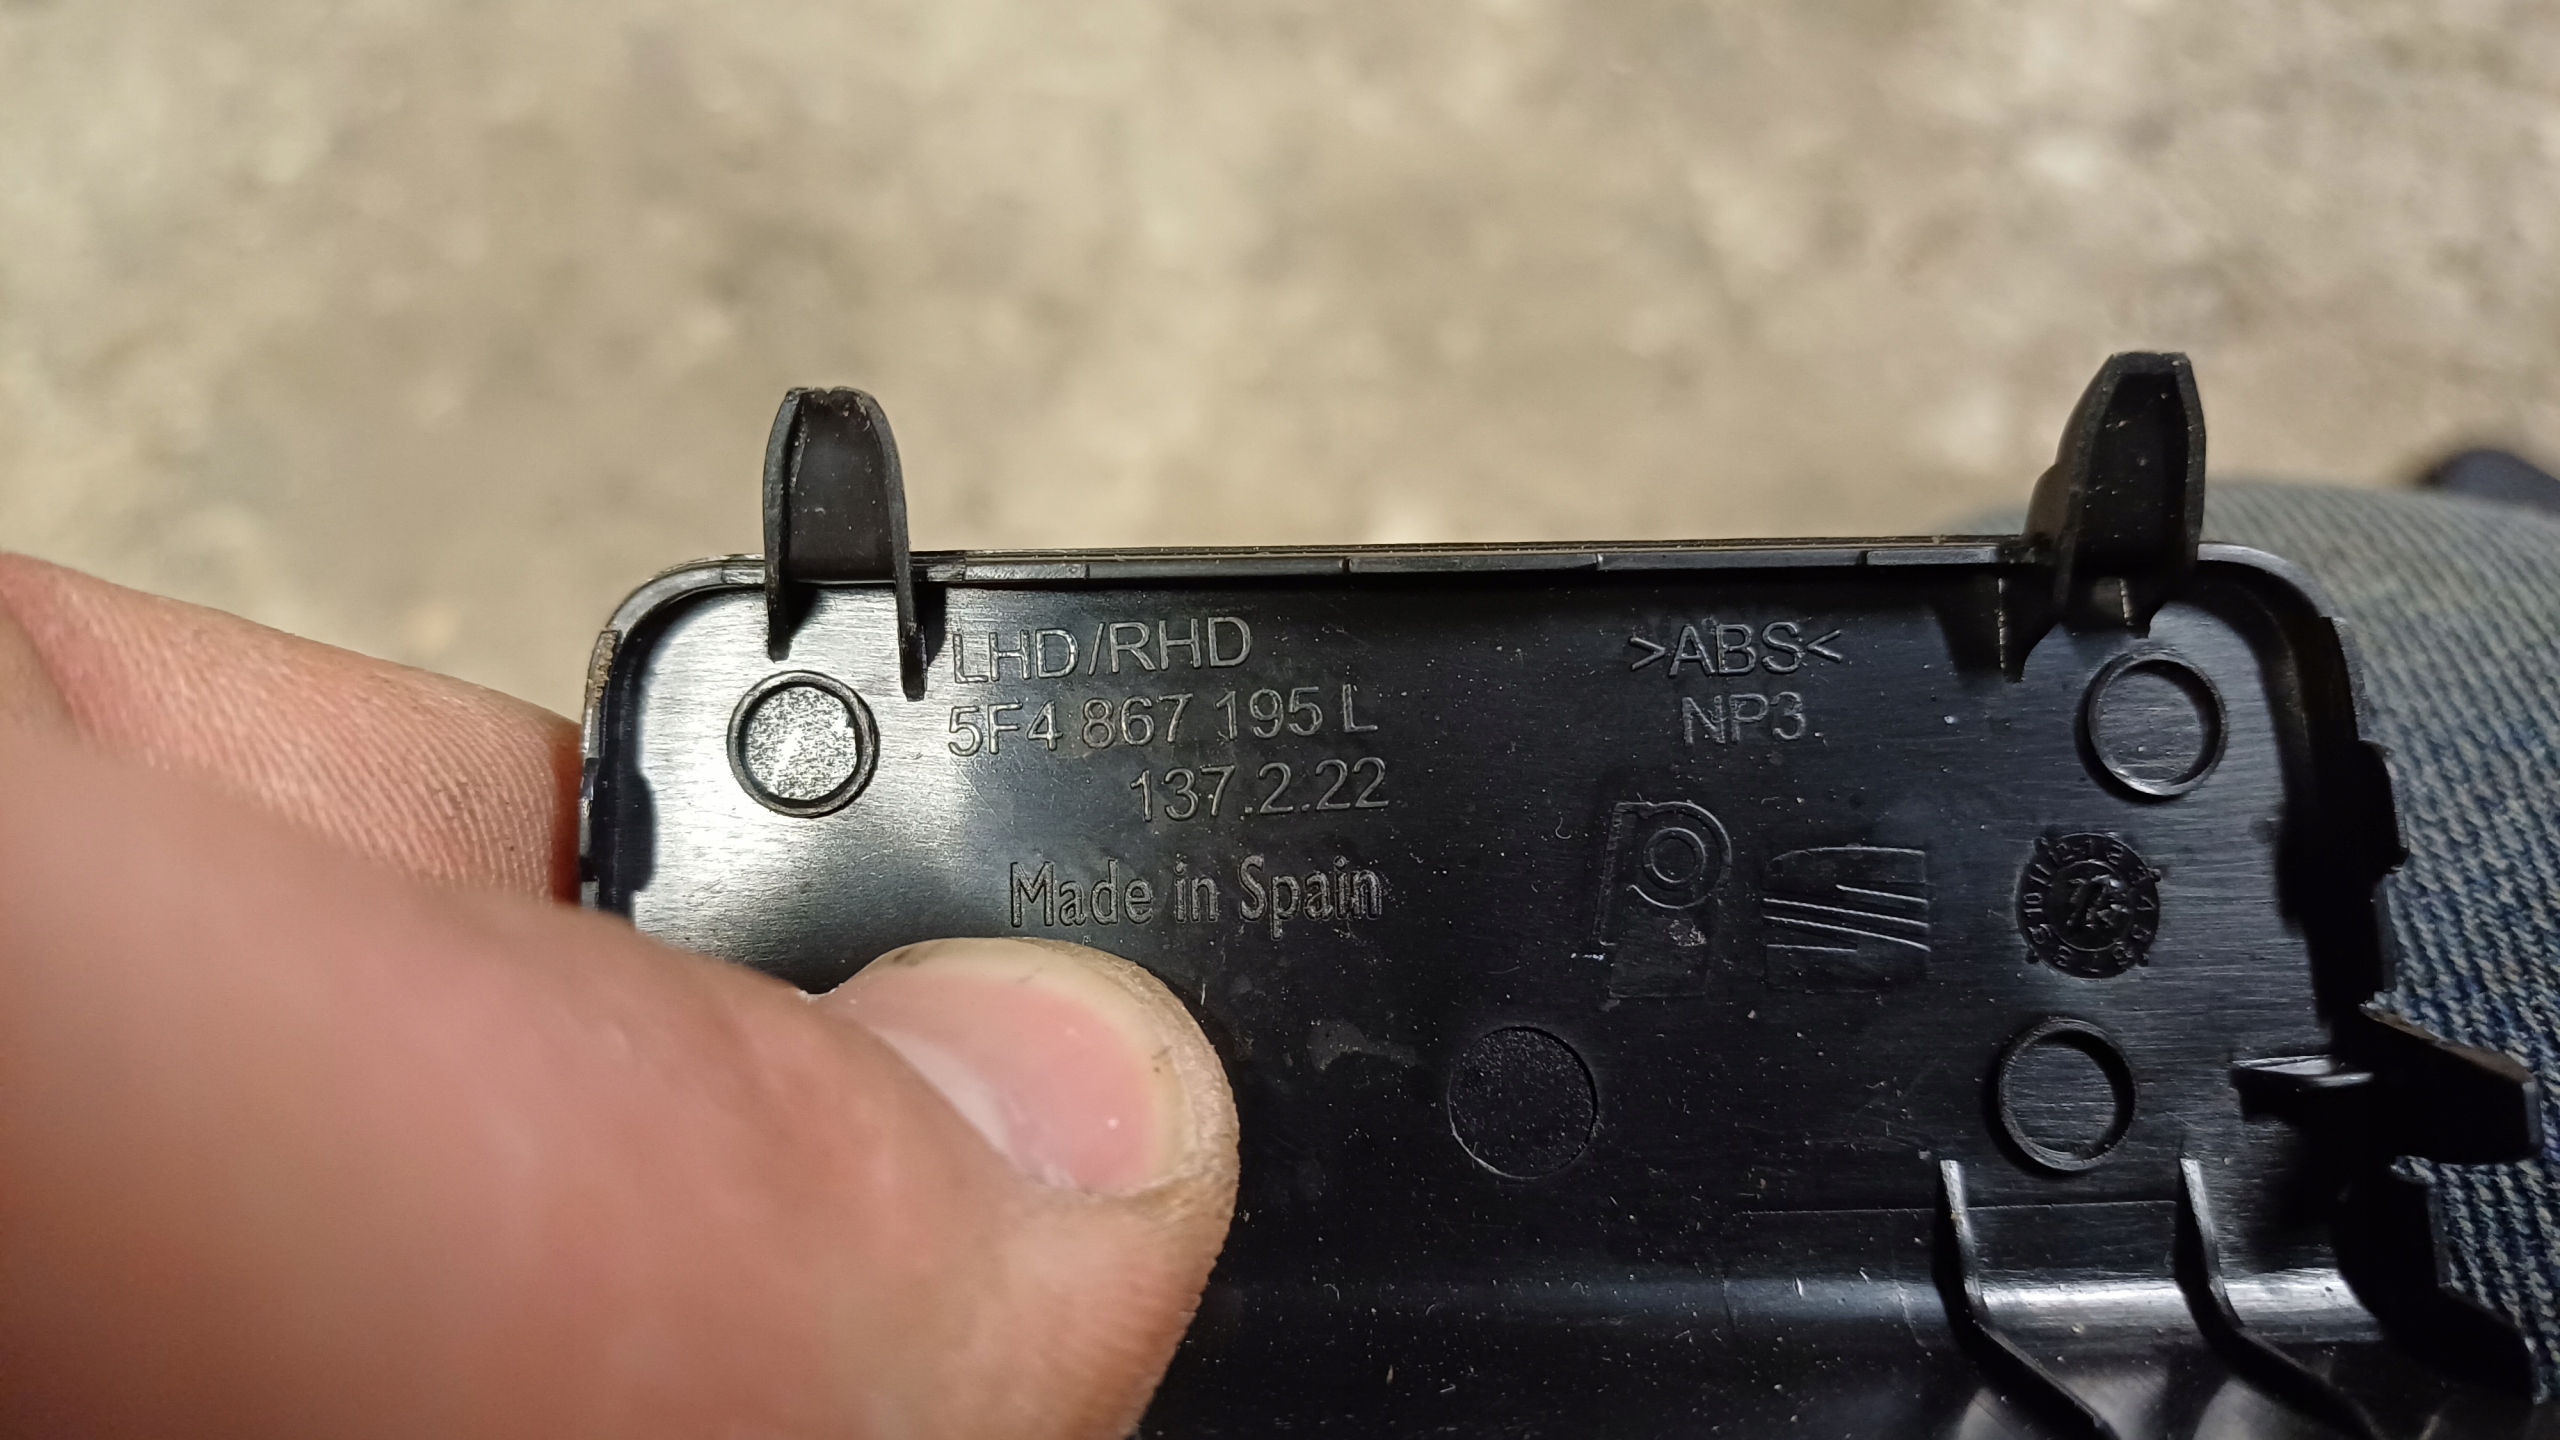 LHD/RHD
5F4 867 195 L
137.2.22
Made in Spain
>ABS<
NP3